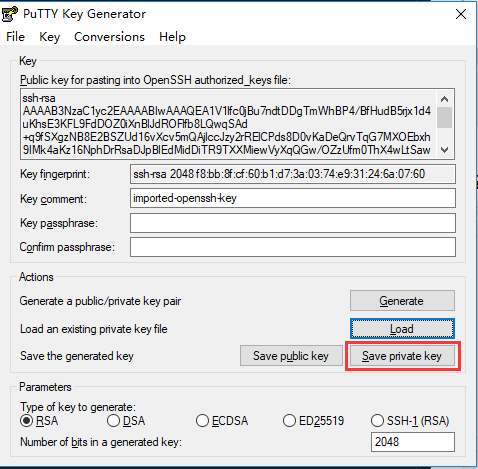 PuTTY Key Generator
File Key Conversions Help
Key
Public key for pasting into OpenSSH authorized_keys file:
ssh-rsa
AAAAB3NzaC1yc2EAAAABIwAAAQEA1V1lfc0jBu7ndtDDgTmWhBP4/BfHudB5rjx1d4
uKhsE3KFL9FdDOZ0iXnBlJdROFlfb8LQwqSAd
+q9fSXgzNB8E2BSZUd16vXcv5mQAjlccJzy2rRElCPds8D0vKaDeQrvTqG7MXOEbxh
9IMk4aKz16NphDrRsaDJpBlEdMidDiTR9TXXMiewVyXqQGw/OZzUfm0ThX4wLtSaw
Key fingerprint: ssh-rsa 2048 f8:bb:8f:cf:60:b1:d7:3a:03:74:e9:31:24:6a:07:60
Key comment: imported-openssh-key
Key passphrase:
Confirm passphrase:
Actions
Generate a public/private key pair Generate
Load an existing private key file Load
Save the generated key Save public key Save private key
Parameters
Type of key to generate:
RSA DSA ECDSA ED25519 SSH-1 (RSA)
Number of bits in a generated key: 2048